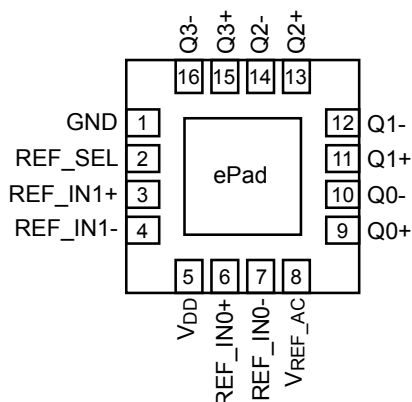 Q3-
Q3+
Q2-
Q2+
16
15
14
13
GND
1
12
Q1-
REF_SEL
2
11
Q1+
REF_IN1+
3
10
Q0-
REF_IN1-
4
9
Q0+
ePad
5
6
7
8
VDD
REF_IN0+
REF_IN0-
VREF_AC